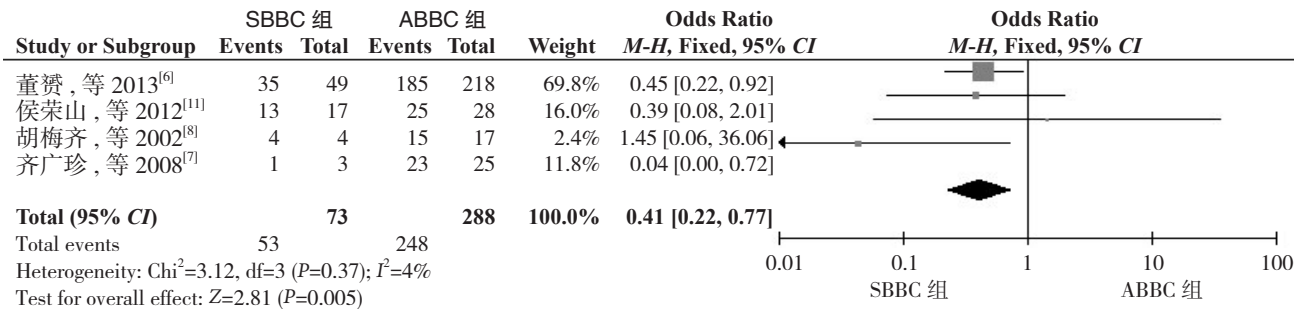 SBBC 组 ABBC 组 Odds Ratio Odds Ratio
Study or Subgroup Events Total Events Total Weight M-H, Fixed, 95% CI M-H, Fixed, 95% CI
董赟 , 等 2013[6] 35 49 185 218 69.8% 0.45 [0.22, 0.92]
侯荣山 , 等 2012[11] 13 17 25 28 16.0% 0.39 [0.08, 2.01]
胡梅齐 , 等 2002[8] 4 4 15 17 2.4% 1.45 [0.06, 36.06]
齐广珍 , 等 2008[7] 1 3 23 25 11.8% 0.04 [0.00, 0.72]
Total (95% CI) 73 288 100.0% 0.41 [0.22, 0.77]
Total events 53 248
Heterogeneity: Chi²=3.12, df=3 (P=0.37); I²=4%
Test for overall effect: Z=2.81 (P=0.005)
0.01 0.1 1 10 100
SBBC 组 ABBC 组